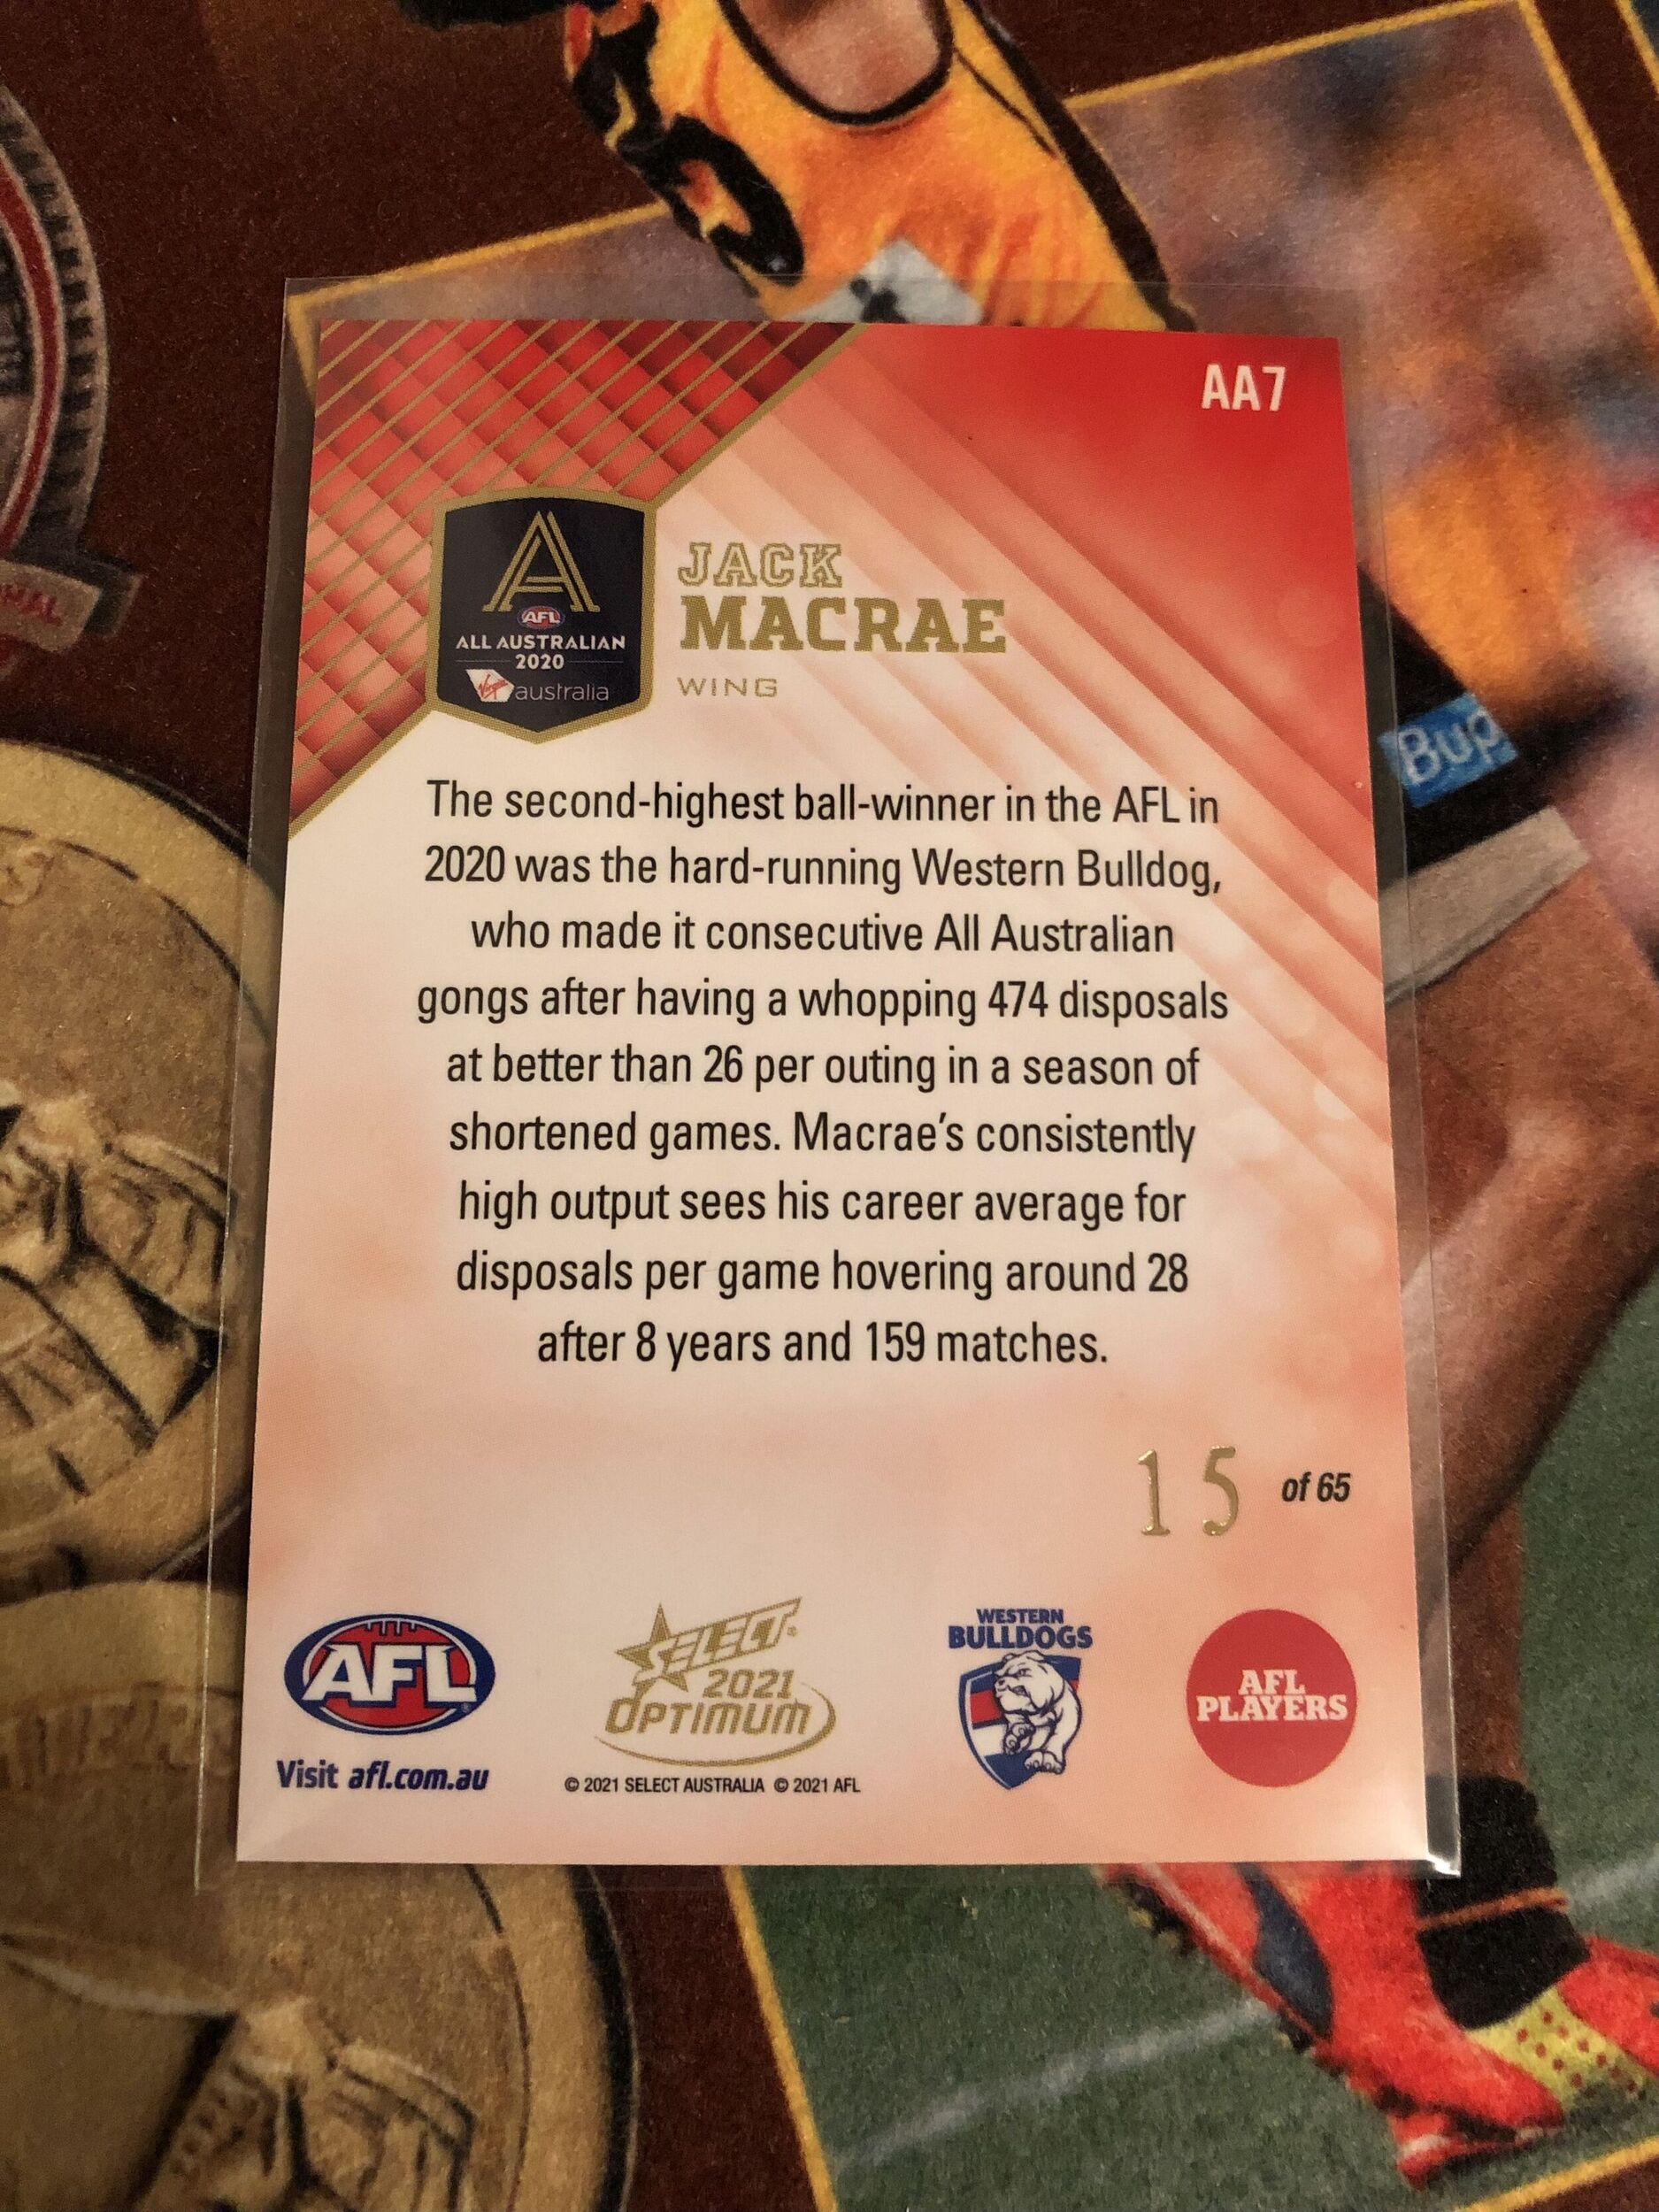 AA7
JACK
MACRAE
WING
AFL
ALL AUSTRALIAN
2020
Virgin australia
The second-highest ball-winner in the AFL in
2020 was the hard-running Western Bulldog,
who made it consecutive All Australian
gongs after having a whopping 474 disposals
at better than 26 per outing in a season of
shortened games. Macrae's consistently
high output sees his career average for
disposals per game hovering around 28
after 8 years and 159 matches.
15 of 65
AFL
Visit afl.com.au
SELECT
2021
OPTIMUM
© 2021 SELECT AUSTRALIA © 2021 AFL
WESTERN
BULLDOGS
AFL
PLAYERS
Bup